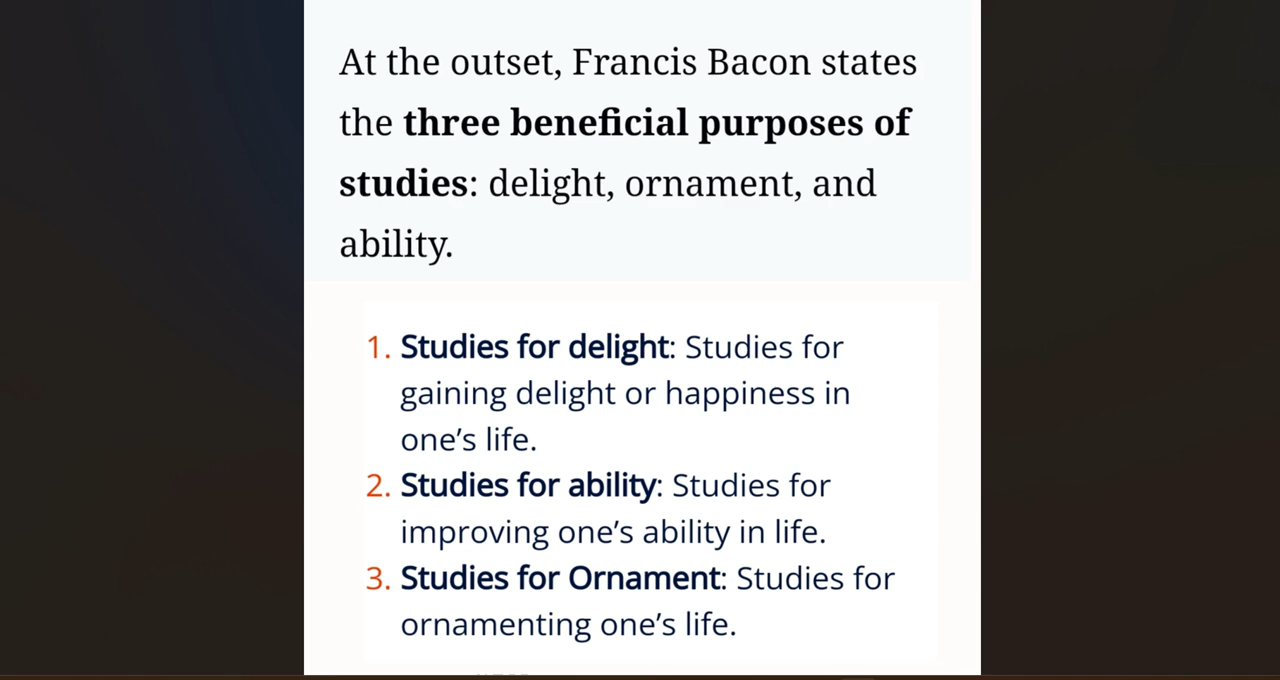 At the outset, Francis Bacon states
the three beneficial purposes of
studies: delight, ornament, and
ability.
1. Studies for delight: Studies for
gaining delight or happiness in
one’s life.
2. Studies for ability: Studies for
improving one’s ability in life.
3. Studies for Ornament: Studies for
ornamenting one’s life.